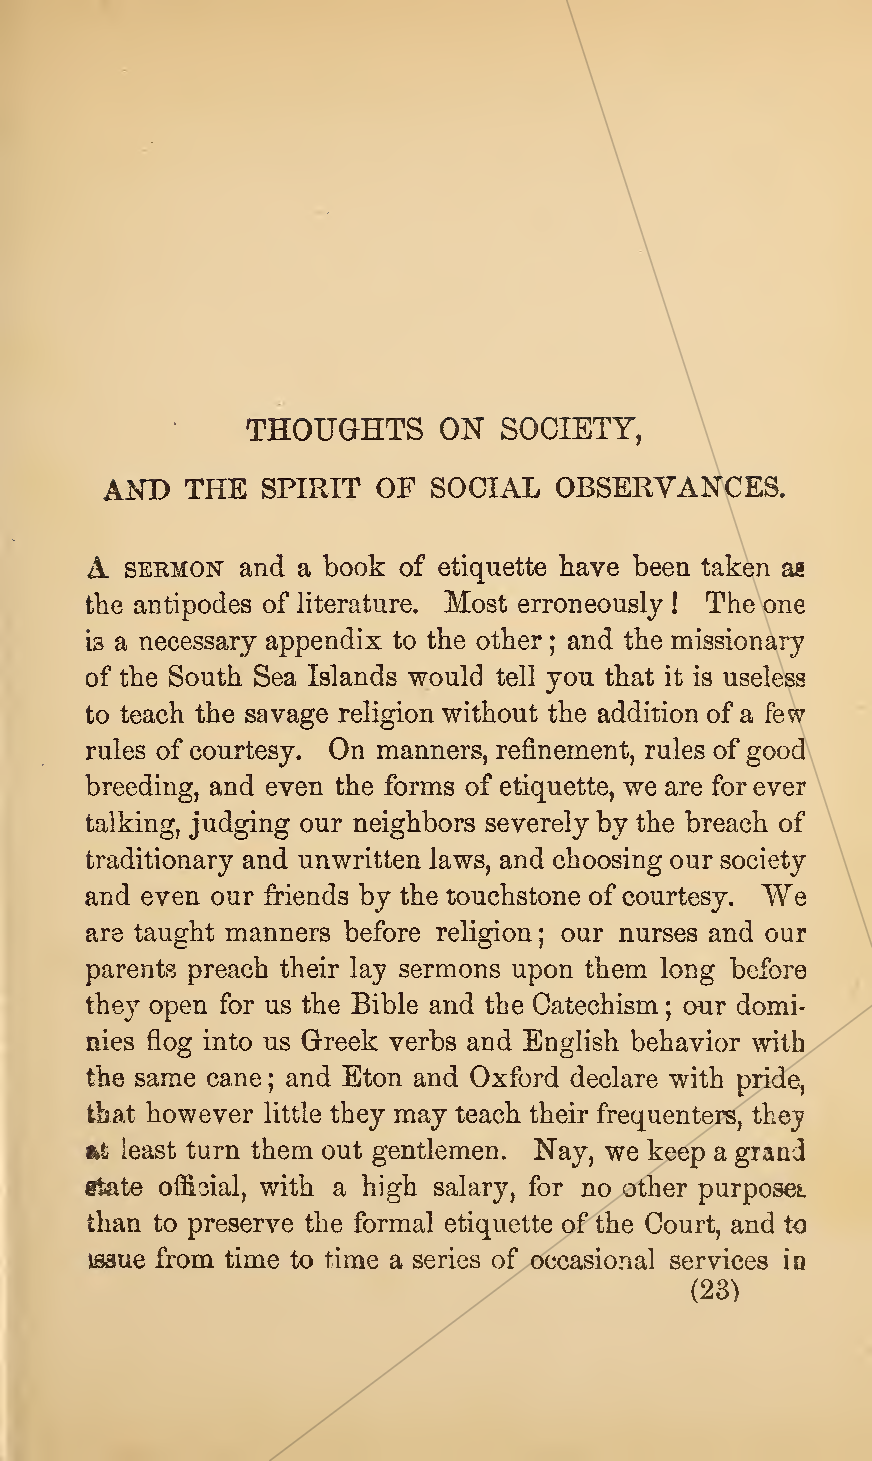 THOUGHTS ON SOCIETY,
AND THE SPIRIT OF SOCIAL OBSERVANCES.
A SERMON and a book of etiquette have been taken as
the antipodes of literature. Most erroneously ! The one
is a necessary appendix to the other ; and the missionary
of the South Sea Islands would tell you that it is useless
to teach the savage religion without the addition of a few
rules of courtesy. On manners, refinement, rules of good
breeding, and even the forms of etiquette, we are for ever
talking, judging our neighbors severely by the breach of
traditionary and unwritten laws, and choosing our society
and even our friends by the touchstone of courtesy. We
are taught manners before religion ; our nurses and our
parents preach their lay sermons upon them long before
they open for us the Bible and the Catechism ; our domi-
nies flog into us Greek verbs and English behavior with
the same cane ; and Eton and Oxford declare with pride,
that however little they may teach their frequenters, they
at least turn them out gentlemen. Nay, we keep a grand
state official, with a high salary, for no other purposes
than to preserve the formal etiquette of the Court, and to
issue from time to time a series of occasional services in
(23)